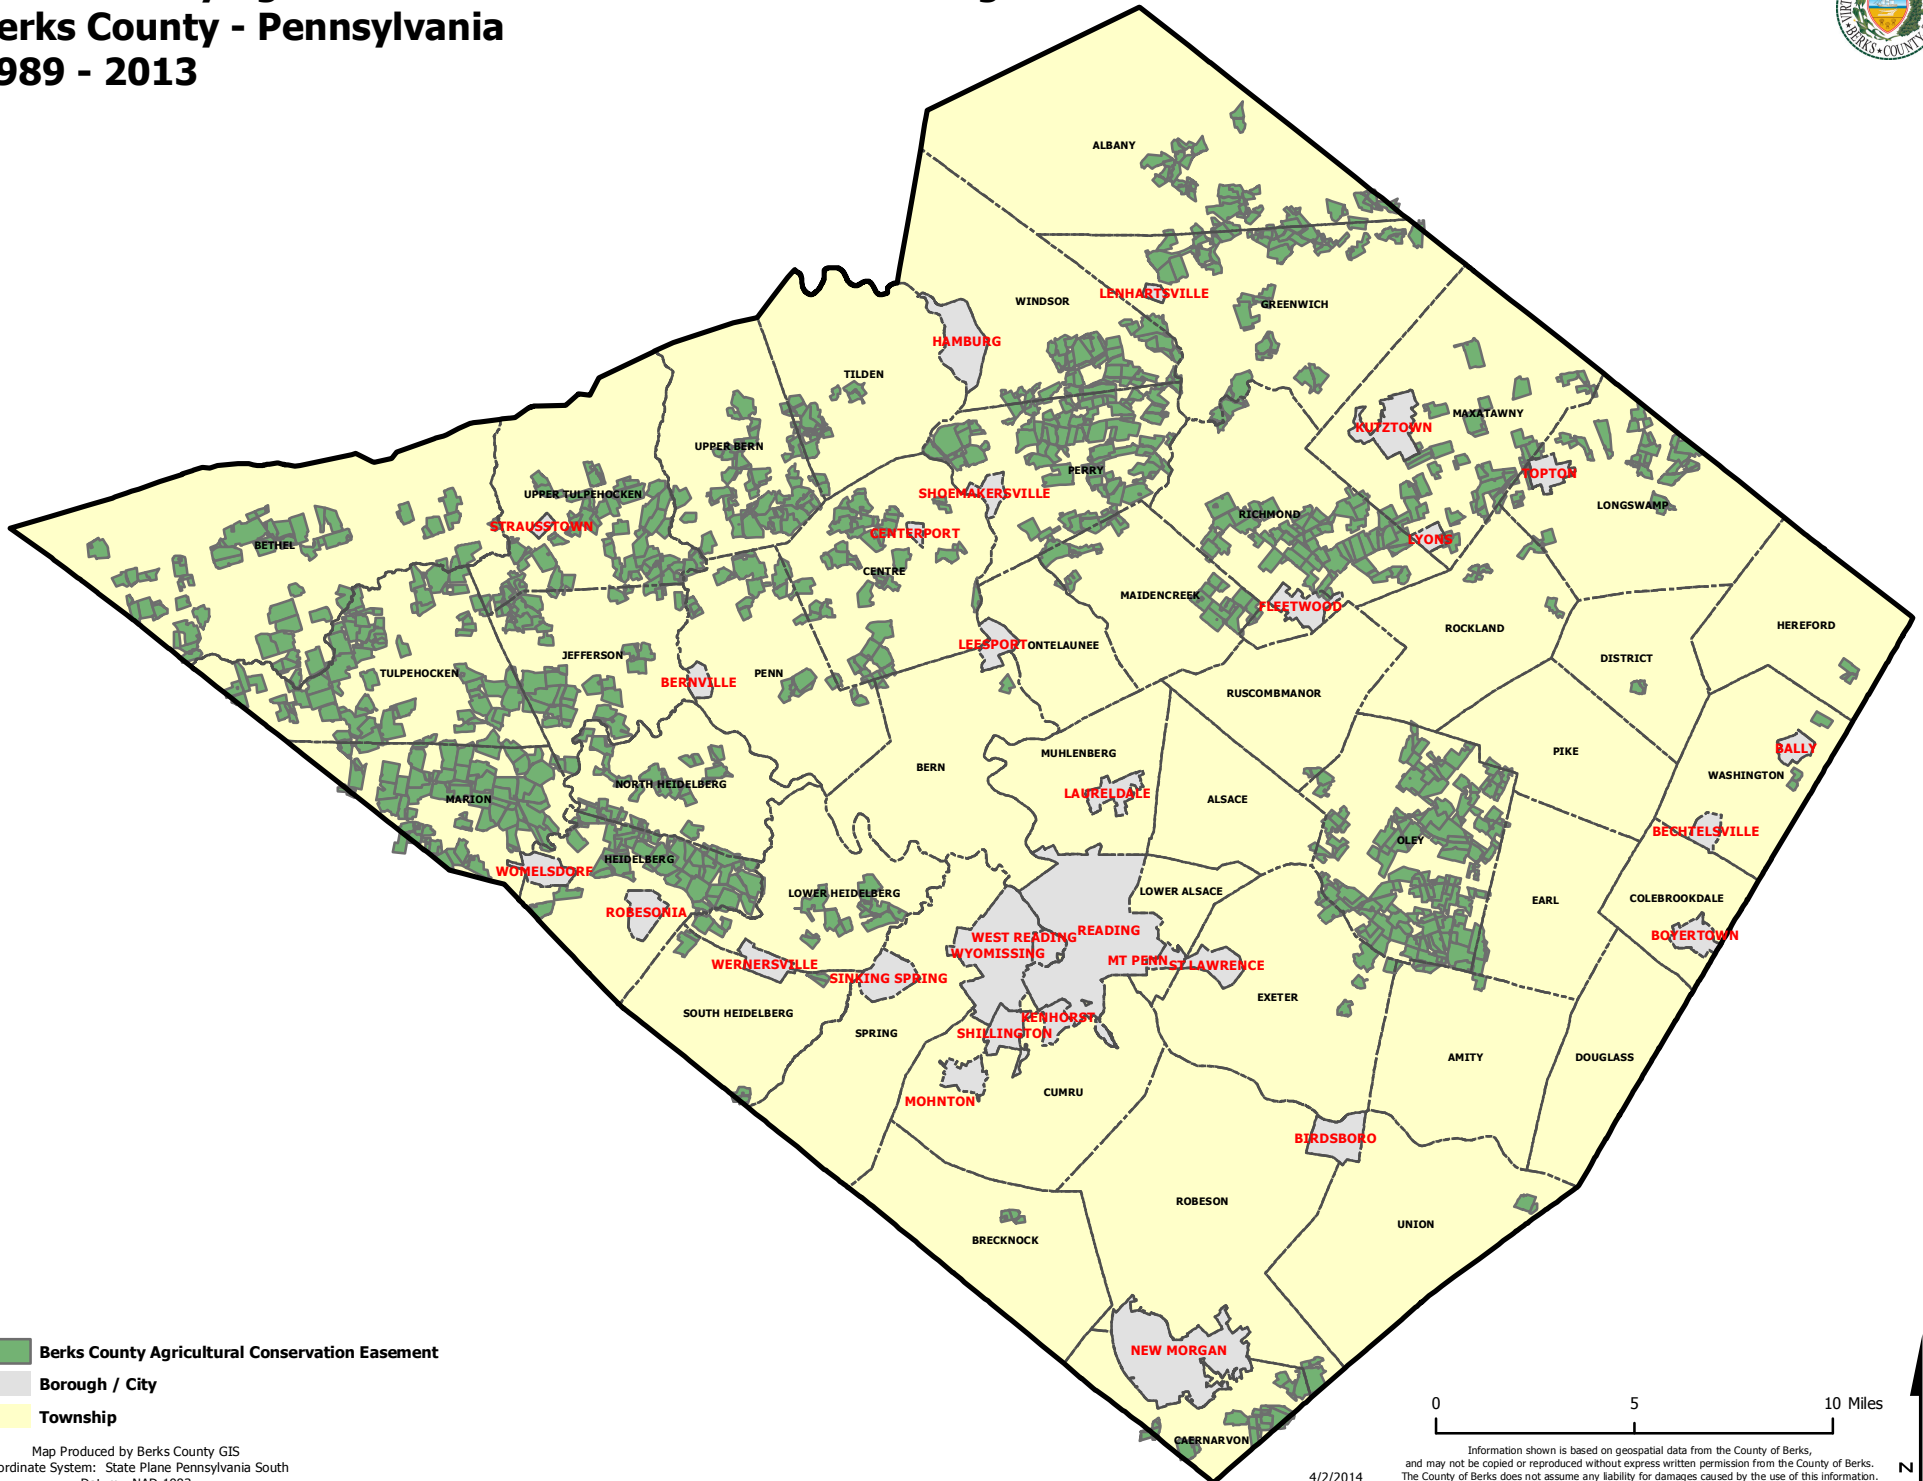 erks County - Pennsylvania
989 - 2013
VIRT
BERKS COUNTY
ALBANY
WINDSOR
LENHARTSVILLE
GREENWICH
HAMBURG
TILDEN
MAXATAWNY
KUTZTOWN
UPPER BERN
PERRY
TOPTON
UPPER TULPEHOCKEN
SHOEMAKERSVILLE
LONGSWAMP
STRAUSSTOWN
RICHMOND
CENTERPORT
LYONS
BETHEL
CENTRE
MAIDENCREEK
FLEETWOOD
ROCKLAND
HEREFORD
LEESPORT
ONTELAUNEE
JEFFERSON
DISTRICT
TULPEHOCKEN
PENN
BERNVILLE
RUSCOMBMANOR
MUHLENBERG
PIKE
BALLY
BERN
WASHINGTON
NORTH HEIDELBERG
LAURELDALE
MARION
ALSACE
BECHTELSVILLE
OLEY
HEIDELBERG
WOMELSDORF
LOWER HEIDELBERG
LOWER ALSACE
EARL
COLEBROOKDALE
ROBESONIA
READING
WEST READING
BOYERTOWN
WYOMISSING
MT PENN
ST LAWRENCE
WERNERSVILLE
SINKING SPRING
EXETER
SOUTH HEIDELBERG
KENHORST
SPRING
SHILLINGTON
AMITY
DOUGLASS
CUMRU
MOHNTON
BIRDSBORO
ROBESON
UNION
BRECKNOCK
NEW MORGAN
CAERNARVON
Berks County Agricultural Conservation Easement
Borough / City
Township
Map Produced by Berks County GIS
ordinate System: State Plane Pennsylvania South
0 5 10 Miles
Information shown is based on geospatial data from the County of Berks,
and may not be copied or reproduced without express written permission from the County of Berks.
4/2/2014 The County of Berks does not assume any liability for damages caused by the use of this information.
N